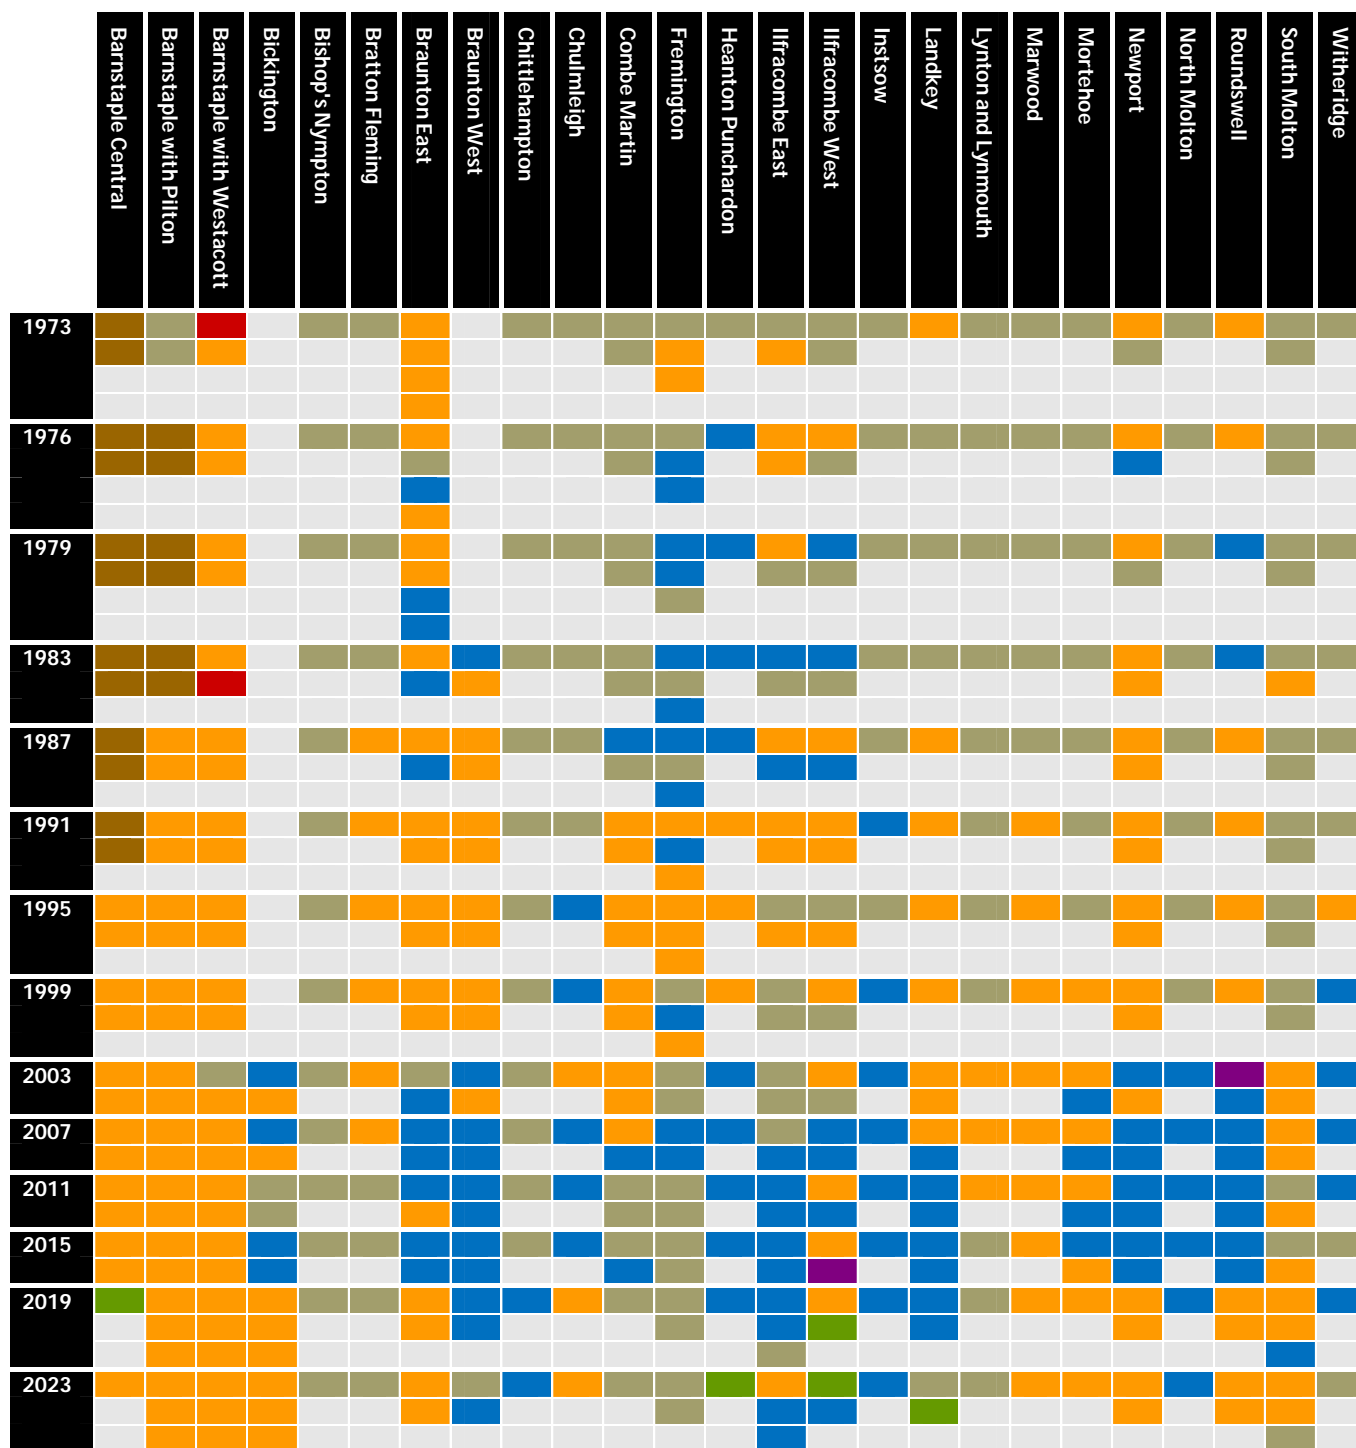 Barnstaple Central
Barnstaple with Pilton
Barnstaple with Westacott
Bickington
Bishop's Nympton
Bratton Fleming
Braunton East
Braunton West
Chittlehampton
Chulmleigh
Combe Martin
Fremington
Heanton Punchardon
Ilfracombe East
Ilfracombe West
Instsow
Landkey
Lynton and Lynmouth
Marwood
Mortehoe
Newport
North Molton
Roundswell
South Molton
Witheridge
1973
1976
1979
1983
1987
1991
1995
1999
2003
2007
2011
2015
2019
2023